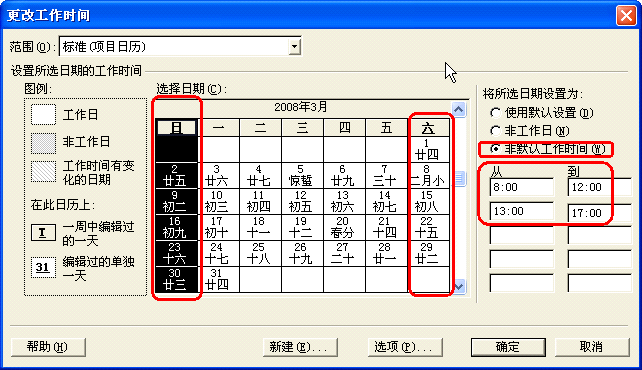 更改工作时间
范围(O): 标准(项目日历)
设置所选日期的工作时间
图例:
工作日
非工作日
工作时间有变
化的日期
在此日历上:
I
一周中编辑过
的一天
31
编辑过的单独
一天
选择日期(C):
2008年3月
日 一 二 三 四 五 六
1
廿四
2 3 4 5 6 7 8
廿五 廿六 廿七 惊蛰 廿九 三十 二月小
9 10 11 12 13 14 15
初二 初三 初四 初五 初六 初七 初八
16 17 18 19 20 21 22
初九 初十 十一 十二 春分 十四 十五
23 24 25 26 27 28 29
十六 十七 十八 十九 二十 廿一 廿二
30 31
廿三 廿四
将所选日期设置为:
使用默认设置(D)
非工作日(N)
非默认工作时间(W)
从 到
8:00 12:00
13:00 17:00
帮助(H) 新建(E)... 选项(P)... 确定 取消